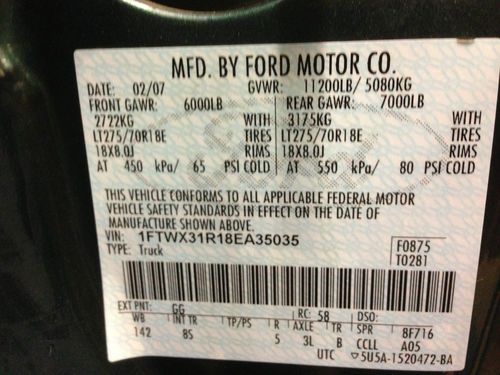 MFD. BY FORD MOTOR CO.
DATE: 02/07 GVWR: 11200LB/ 5080KG
FRONT GAWR: 6000LB REAR GAWR: 7000LB
2722KG WITH 3175KG WITH
LT275/70R18E TIRES LT275/70R18E TIRES
18X8.0J RIMS 18X8.0J RIMS
AT 450 kPa/ 65 PSI COLD AT 550 kPa/ 80 PSI COLD
THIS VEHICLE CONFORMS TO ALL APPLICABLE FEDERAL MOTOR
VEHICLE SAFETY STANDARDS IN EFFECT ON THE DATE OF
MANUFACTURE SHOWN ABOVE.
VIN: 1FTWX31R18EA35035 F0875
TYPE: Truck T0281
EXT PNT: GG RC: 58 DSO:
WB INT TR TP/PS R AXLE TR SPR 8F716
142 8S 5 3L B CCLL A05
UTC 5U5A-1520472-BA